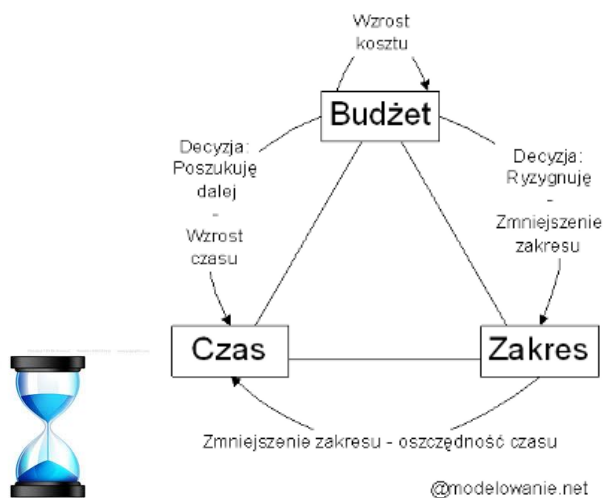 Wzrost
kosztu
Budżet
Decyzja:
Poszukuję
dalej
-
Wzrost
czasu
Decyzja:
Ryzygnuję
-
Zmniejszenie
zakresu
Czas
Zakres
Zmniejszenie zakresu - oszczędność czasu
@modelowanie.net